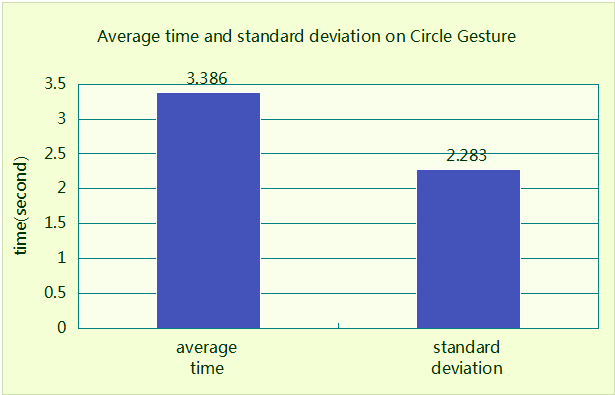 Average time and standard deviation on Circle Gesture
3.386
2.283
3.5
3
2.5
2
1.5
1
0.5
0
time(second)
average
time
standard
deviation